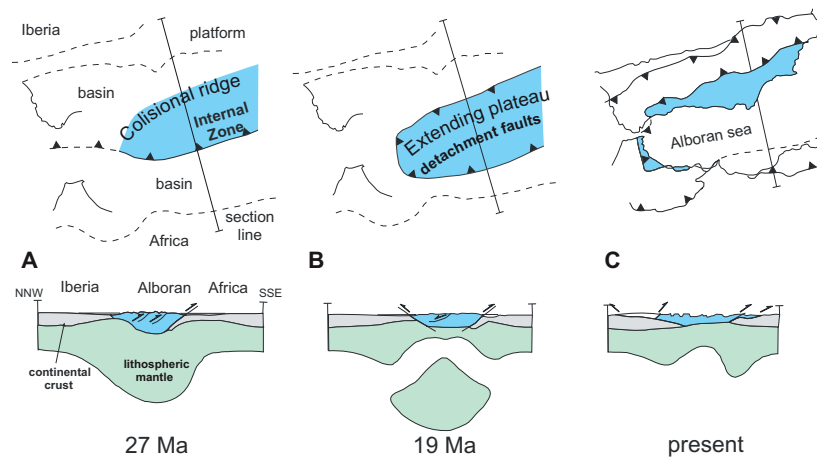 Iberia
platform
basin
Colisional ridge
Internal
Zone
basin
section
line
Africa
Extending plateau
detachment faults
Alboran sea
A
B
C
NNW
Iberia
Alboran
Africa
SSE
continental
crust
lithospheric
mantle
27 Ma
19 Ma
present